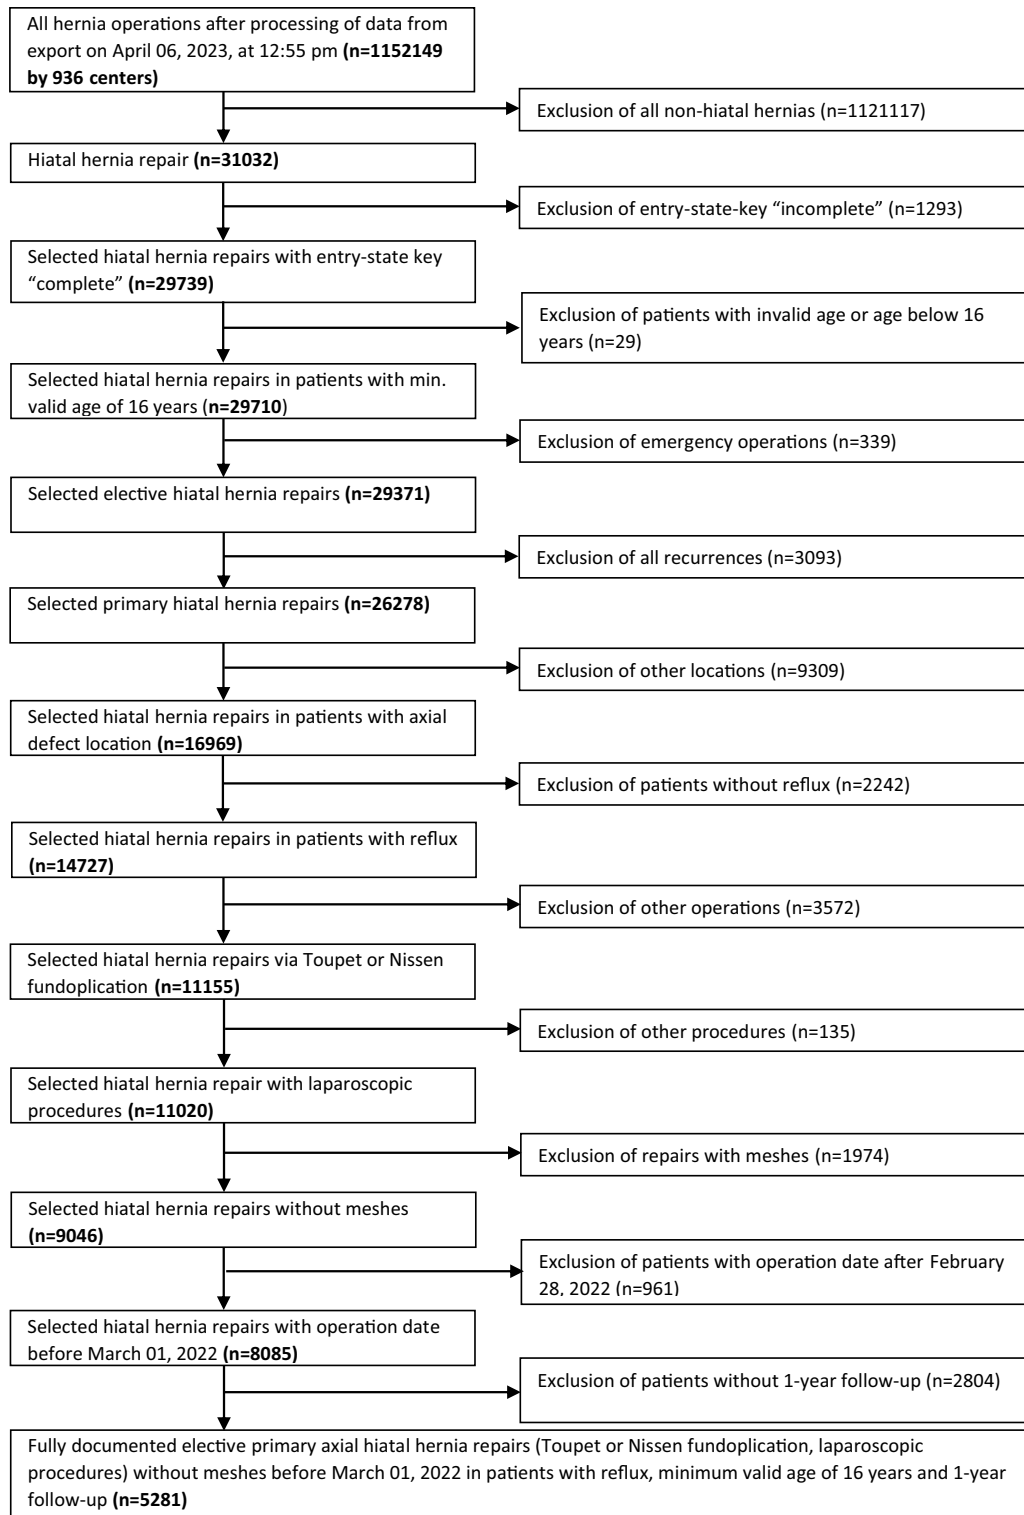 All hernia operations after processing of data from
export on April 06, 2023, at 12:55 pm (n=1152149
by 936 centers)
Exclusion of all non-hiatal hernias (n=1121117)
Hiatal hernia repair (n=31032)
Exclusion of entry-state-key “incomplete” (n=1293)
Selected hiatal hernia repairs with entry-state key
“complete” (n=29739)
Exclusion of patients with invalid age or age below 16
years (n=29)
Selected hiatal hernia repairs in patients with min.
valid age of 16 years (n=29710)
Exclusion of emergency operations (n=339)
Selected elective hiatal hernia repairs (n=29371)
Exclusion of all recurrences (n=3093)
Selected primary hiatal hernia repairs (n=26278)
Exclusion of other locations (n=9309)
Selected hiatal hernia repairs in patients with axial
defect location (n=16969)
Exclusion of patients without reflux (n=2242)
Selected hiatal hernia repairs in patients with reflux
(n=14727)
Exclusion of other operations (n=3572)
Selected hiatal hernia repairs via Toupet or Nissen
fundoplication (n=11155)
Exclusion of other procedures (n=135)
Selected hiatal hernia repair with laparoscopic
procedures (n=11020)
Exclusion of repairs with meshes (n=1974)
Selected hiatal hernia repairs without meshes
(n=9046)
Exclusion of patients with operation date after February
28, 2022 (n=961)
Selected hiatal hernia repairs with operation date
before March 01, 2022 (n=8085)
Exclusion of patients without 1-year follow-up (n=2804)
Fully documented elective primary axial hiatal hernia repairs (Toupet or Nissen fundoplication, laparoscopic
procedures) without meshes before March 01, 2022 in patients with reflux, minimum valid age of 16 years and 1-year
follow-up (n=5281)